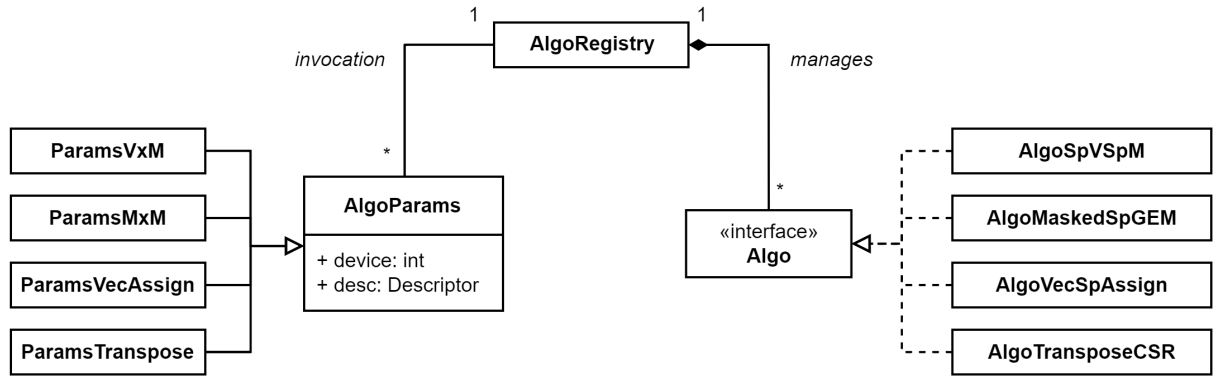 1
AlgoRegistry
1
invocation
manages
*
*
ParamsVxM
ParamsMxM
ParamsVecAssign
ParamsTranspose
AlgoParams
+ device: int
+ desc: Descriptor
«interface»
Algo
AlgoSpVSpM
AlgoMaskedSpGEM
AlgoVecSpAssign
AlgoTransposeCSR